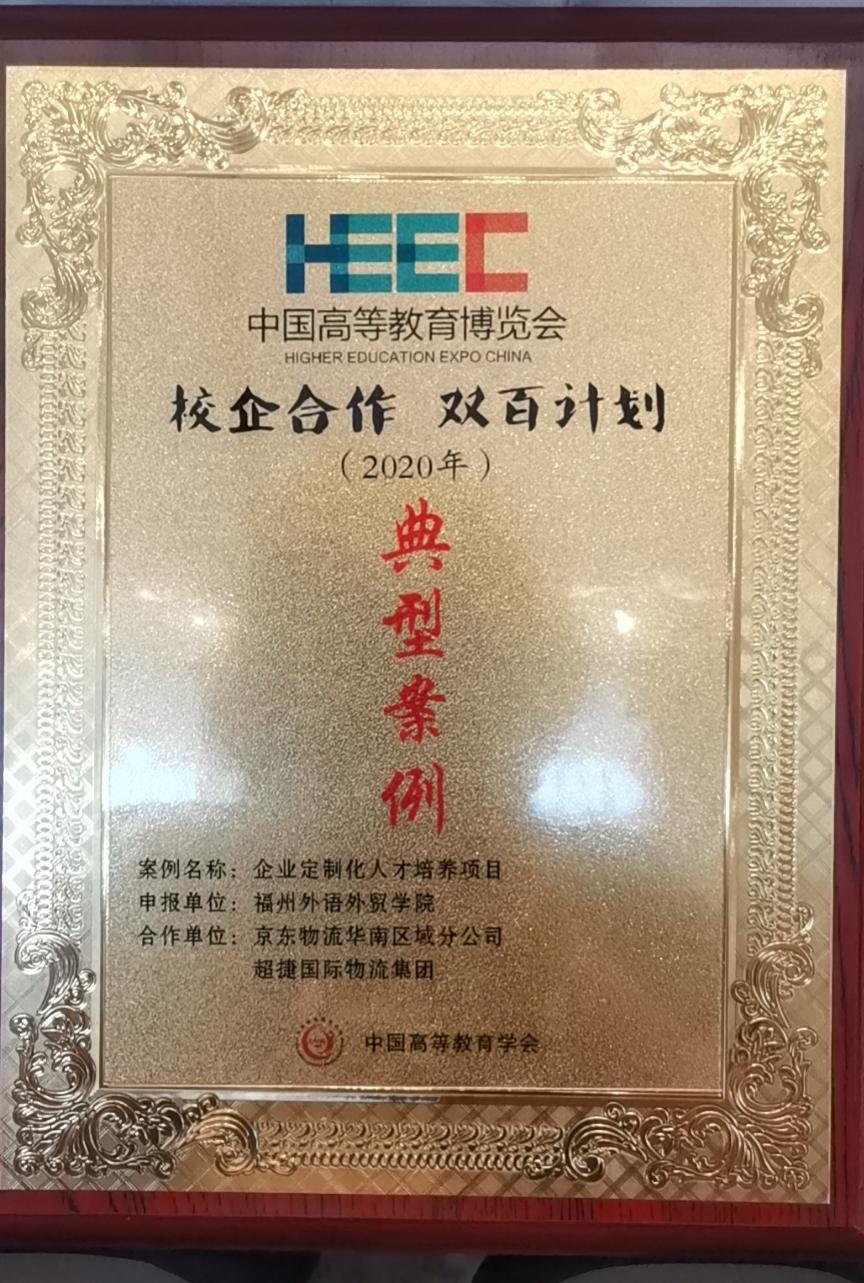 HEEC
中国高等教育博览会
HIGHER EDUCATION EXPO CHINA
校企合作 双百计划
（2020年）
典型案例
案例名称：企业定制化人才培养项目
申报单位：福州外语外贸学院
合作单位：京东物流华南区域分公司
超捷国际物流集团
中国高等教育学会